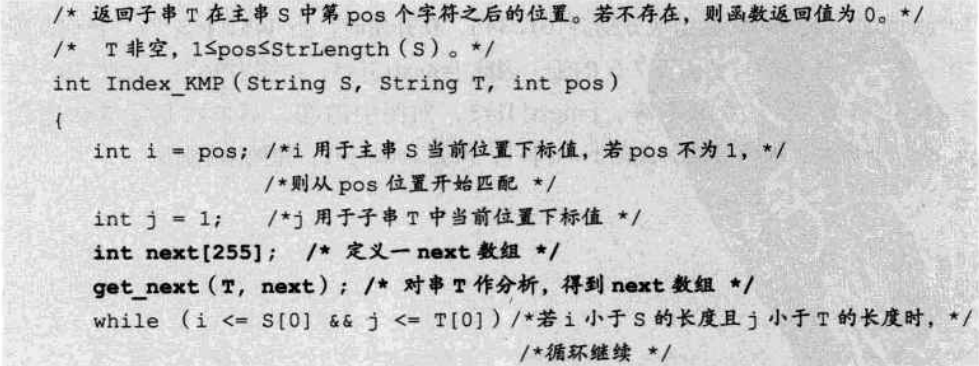 /* 返回子串 T 在主串 S 中第 pos 个字符之后的位置。若不存在，则函数返回值为 0。*/
/* T 非空，1≤pos≤StrLength（S）。*/
int Index_KMP(String S, String T, int pos)
{
int i = pos; /*i 用于主串 S 当前位置下标值，若 pos 不为 1，*/
/*则从 pos 位置开始匹配 */
int j = 1; /*j 用于子串 T 中当前位置下标值 */
int next[255]; /* 定义一 next 数组 */
get_next(T, next); /* 对串 T 作分析，得到 next 数组 */
while (i <= S[0] && j <= T[0])/*若 i 小于 S 的长度且 j 小于 T 的长度时，*/
/*循环继续 */